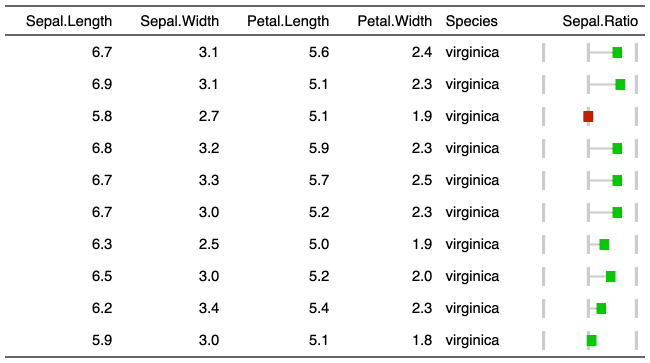 Sepal.Length Sepal.Width Petal.Length Petal.Width Species Sepal.Ratio
6.7 3.1 5.6 2.4 virginica
6.9 3.1 5.1 2.3 virginica
5.8 2.7 5.1 1.9 virginica
6.8 3.2 5.9 2.3 virginica
6.7 3.3 5.7 2.5 virginica
6.7 3.0 5.2 2.3 virginica
6.3 2.5 5.0 1.9 virginica
6.5 3.0 5.2 2.0 virginica
6.2 3.4 5.4 2.3 virginica
5.9 3.0 5.1 1.8 virginica